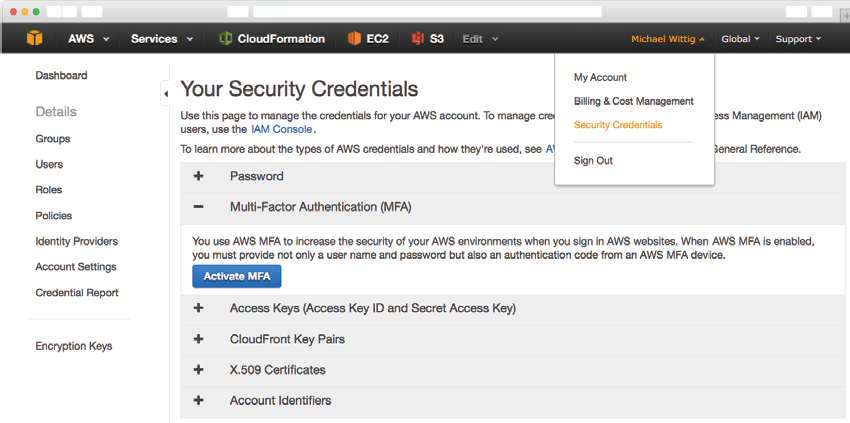 AWS Services CloudFormation EC2 S3 Edit Michael Wittig Global Support
My Account
Billing & Cost Management
Security Credentials
Sign Out
Dashboard
Details
Groups
Users
Roles
Policies
Identity Providers
Account Settings
Credential Report
Encryption Keys
Your Security Credentials
Use this page to manage the credentials for your AWS account. To manage cre ss Management (IAM)
users, use the IAM Console.
To learn more about the types of AWS credentials and how they're used, see General Reference.
+ Password
− Multi-Factor Authentication (MFA)
You use AWS MFA to increase the security of your AWS environments when you sign in AWS websites. When AWS MFA is enabled,
you must provide not only a user name and password but also an authentication code from an AWS MFA device.
Activate MFA
+ Access Keys (Access Key ID and Secret Access Key)
+ CloudFront Key Pairs
+ X.509 Certificates
+ Account Identifiers